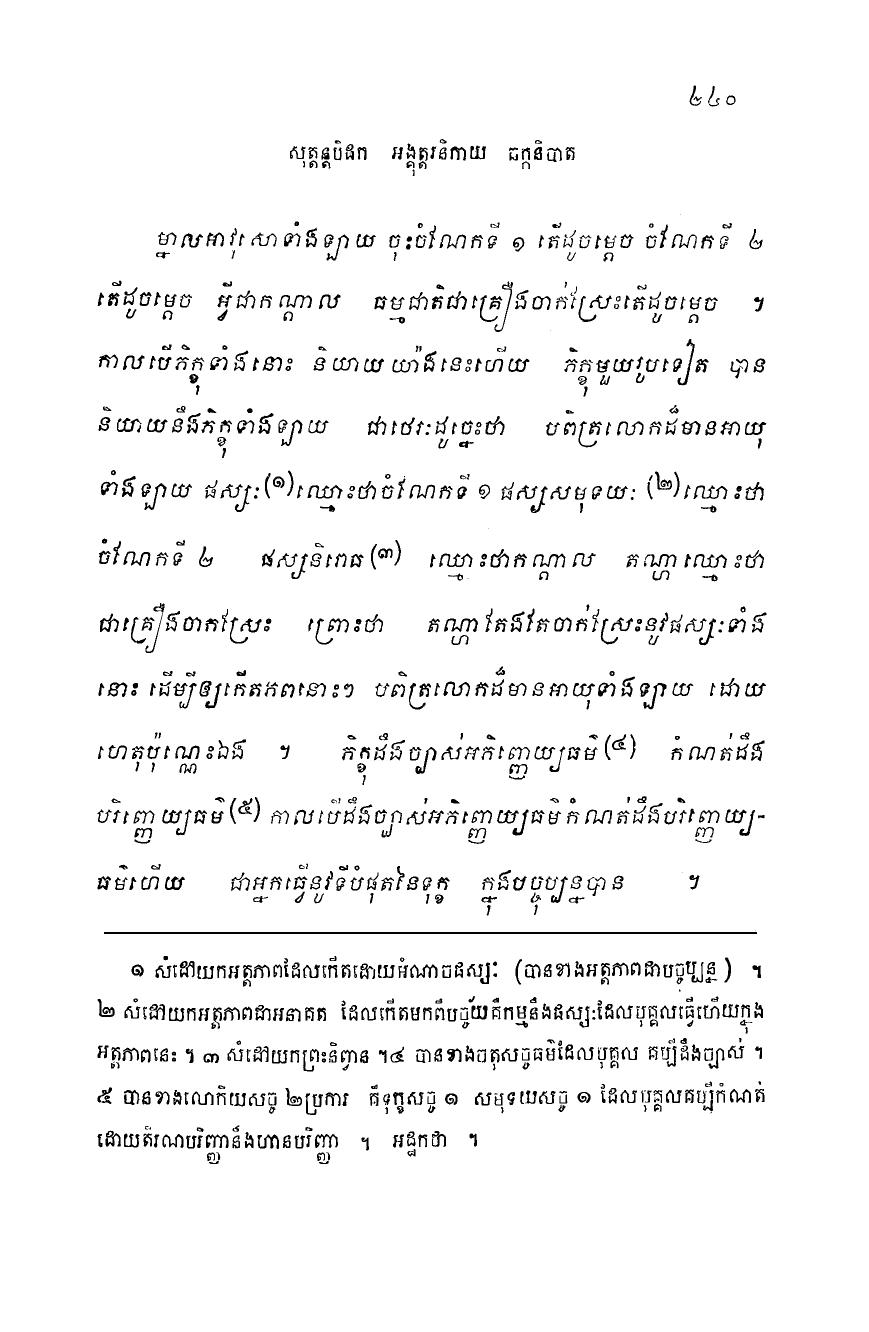 ២៤០
សុត្តន្តបិដក អង្គុត្តរនិកាយ ឆក្កនិបាត
ម្នាលអាវុសោទាំងឡាយ ចុះចំណែកទី ១ តើដូចម្តេច ចំណែកទី ២
តើដូចម្តេច អ្វីជាកណ្តាល ធម្មជាតិជាគ្រឿងចាក់ស្រែះតើដូចម្តេច ។
កាលបើភិក្ខុទាំងនោះ និយាយយ៉ាងនេះហើយ ភិក្ខុមួយរូបទៀត បាន
និយាយនឹងភិក្ខុទាំងឡាយ ជាថេរៈដូច្នេះថា បពិត្រលោកដ៏មានអាយុ
ទាំងឡាយ ផស្សៈ(១)ឈ្មោះថាចំណែកទី ១ ផស្សសមុទយៈ (២)ឈ្មោះថា
ចំណែកទី ២ ផស្សនិរោធ(៣) ឈ្មោះថាកណ្តាល តណ្ហាឈ្មោះថា
ជាគ្រឿងចាក់ស្រែះ ព្រោះថា តណ្ហាតែងតែចាក់ស្រែះនូវផស្សៈទាំង
នោះ ដើម្បីឲ្យកើតភពនោះៗ បពិត្រលោកដ៏មានអាយុទាំងឡាយ ដោយ
ហេតុប៉ុណ្ណេះឯង ។ ភិក្ខុដឹងច្បាស់អភិញ្ញេយ្យធម៌(៤) កំណត់ដឹង
បរិញ្ញេយ្យធម៌(៥) កាលបើដឹងច្បាស់អភិញ្ញេយ្យធម៌កំណត់ដឹងបរិញ្ញេយ្យ-
ធម៌ហើយ ជាអ្នកធ្វើនូវទីបំផុតនៃទុក្ខ ក្នុងបច្ចុប្បន្នបាន ។
១ សំដៅយកអត្តភាពដែលកើតដោយអំណាចផស្សៈ (បានខាងអត្តភាពជាបច្ចុប្បន្ន) ។
២ សំដៅយកអត្តភាពជាអនាគត ដែលកើតមកពីបច្ច័យគឺកម្មនឹងផស្សៈដែលបុគ្គលធ្វើហើយក្នុង
អត្តភាពនេះ ។ ៣ សំដៅយកព្រះនិព្វាន ។៤ បានខាងចតុសច្ចធម៌ដែលបុគ្គល គប្បីដឹងច្បាស់ ។
៥ បានខាងលោកិយសច្ច ២ប្រការ គឺទុក្ខសច្ច ១ សមុទយសច្ច ១ ដែលបុគ្គលគប្បីកំណត់
ដោយតីរណបរិញ្ញានឹងបហានបរិញ្ញា ។ អដ្ឋកថា ។